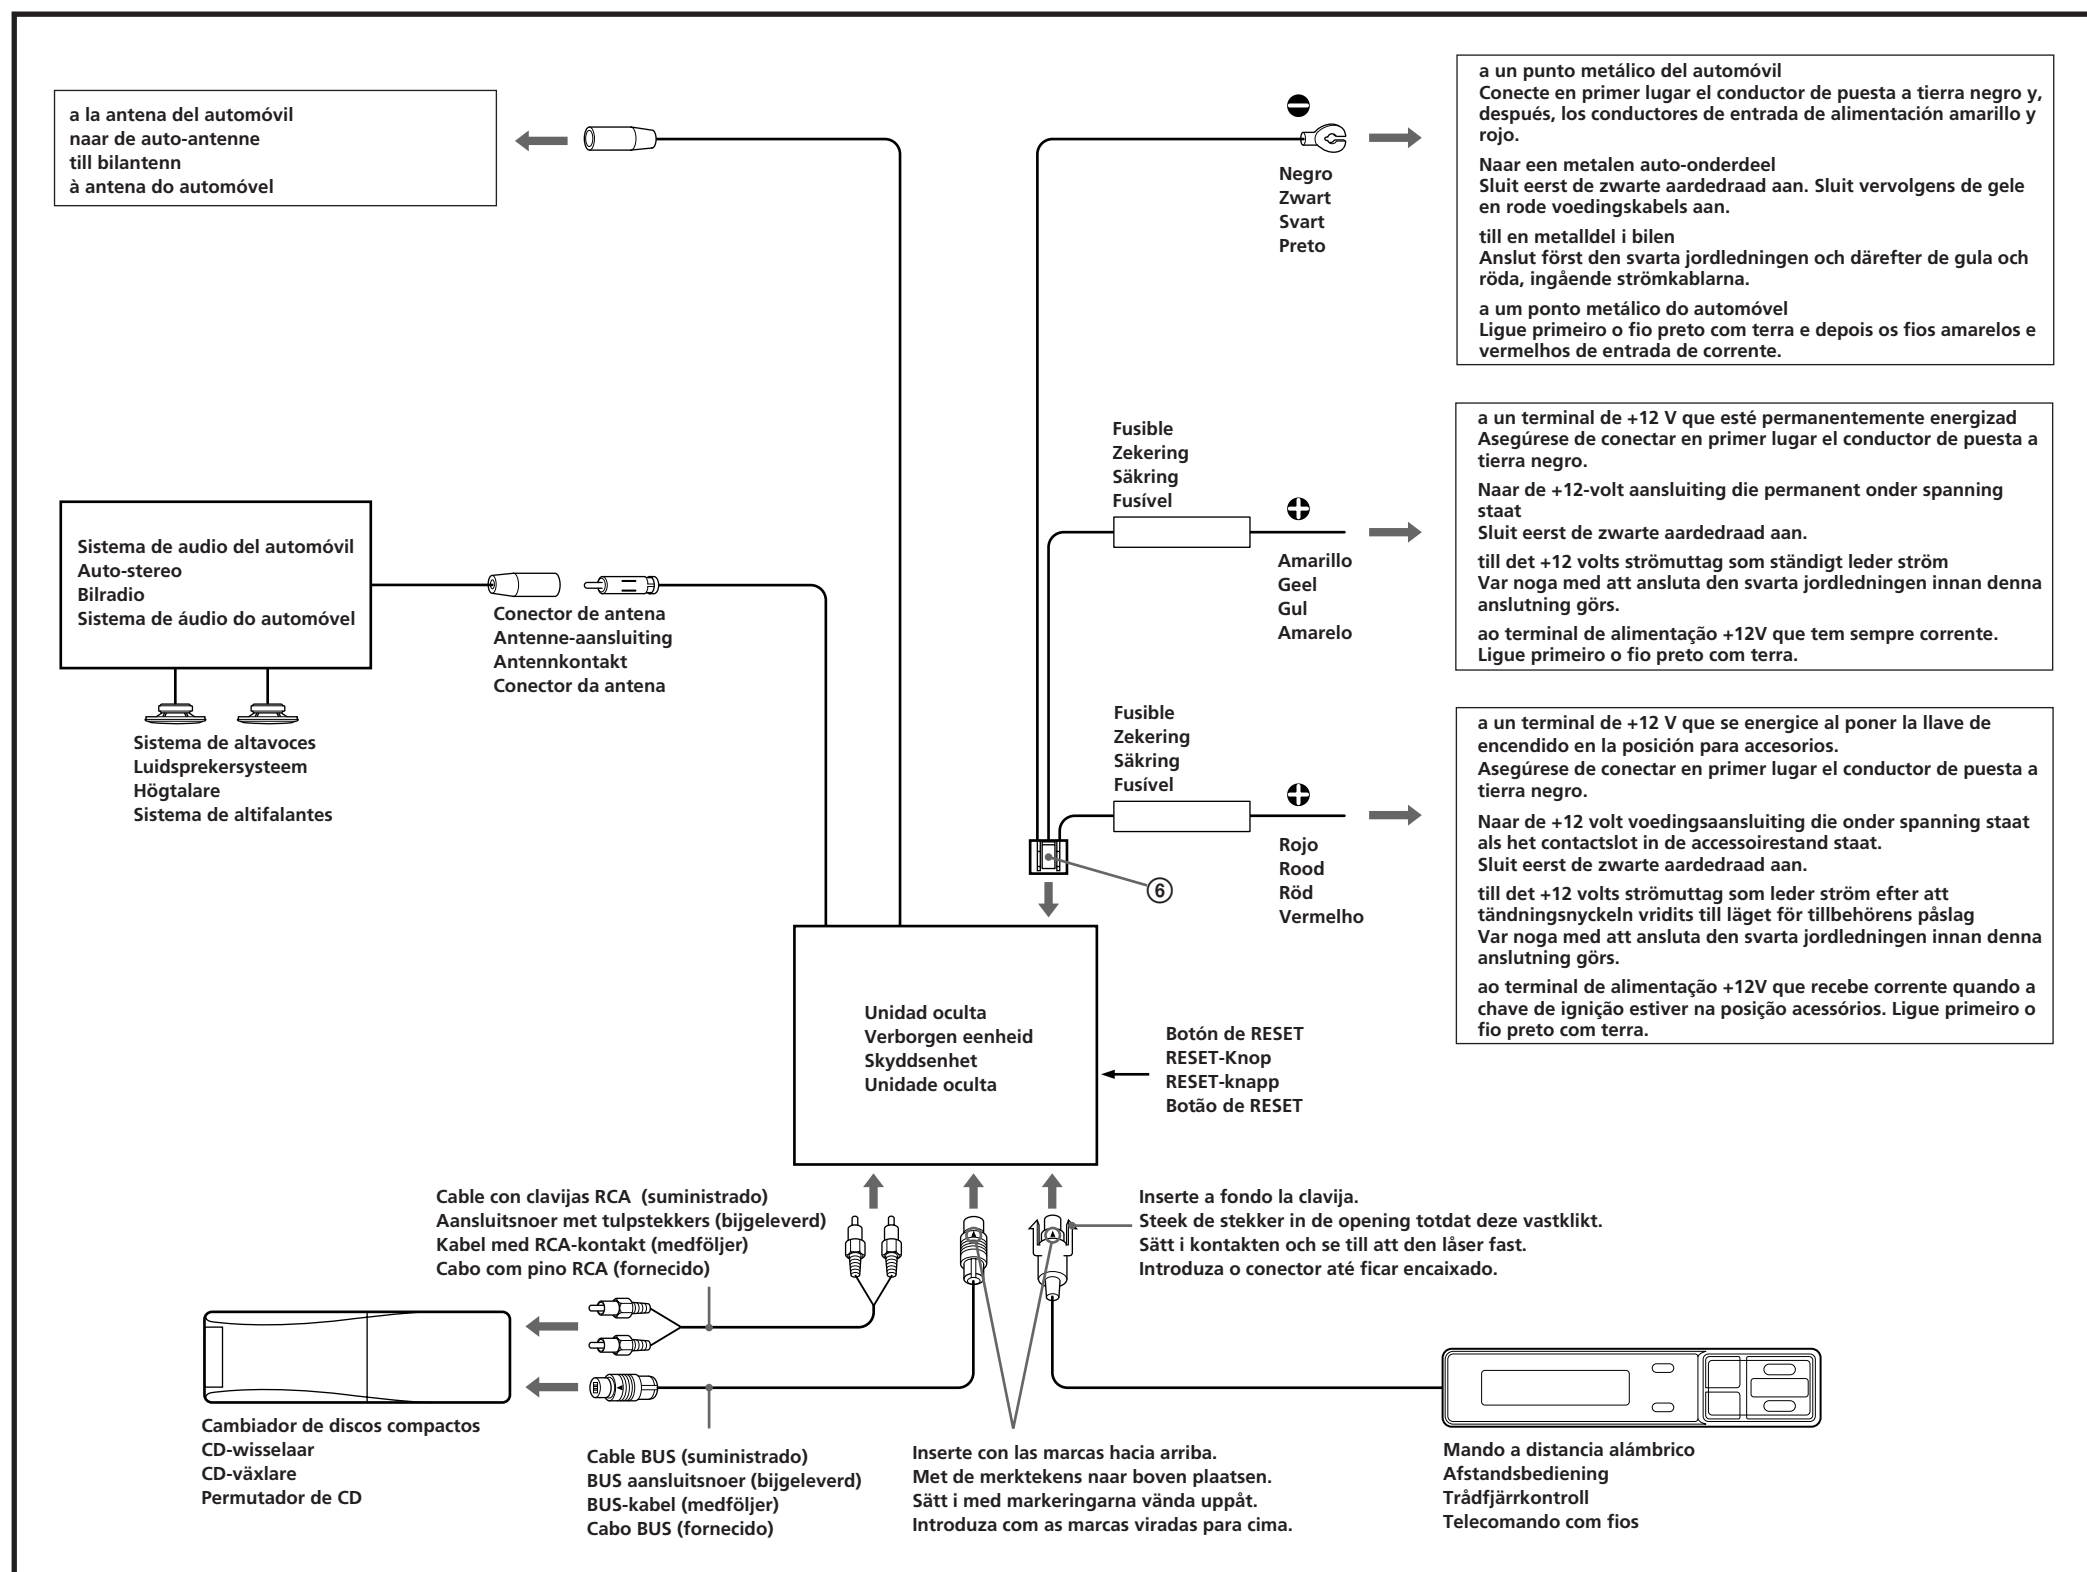 a la antena del automóvil
naar de auto-antenne
till bilantenn
à antena do automóvel
Negro
Zwart
Svart
Preto
a un punto metálico del automóvil
Conecte en primer lugar el conductor de puesta a tierra negro y,
después, los conductores de entrada de alimentación amarillo y
rojo.
Naar een metalen auto-onderdeel
Sluit eerst de zwarte aardedraad aan. Sluit vervolgens de gele
en rode voedingskabels aan.
till en metalldel i bilen
Anslut först den svarta jordledningen och därefter de gula och
röda, ingående strömkablarna.
a um ponto metálico do automóvel
Ligue primeiro o fio preto com terra e depois os fios amarelos e
vermelhos de entrada de corrente.
Fusible
Zekering
Säkring
Fusível
Amarillo
Geel
Gul
Amarelo
a un terminal de +12 V que esté permanentemente energizad
Asegúrese de conectar en primer lugar el conductor de puesta a
tierra negro.
Naar de +12-volt aansluiting die permanent onder spanning
staat
Sluit eerst de zwarte aardedraad aan.
till det +12 volts strömuttag som ständigt leder ström
Var noga med att ansluta den svarta jordledningen innan denna
anslutning görs.
ao terminal de alimentação +12V que tem sempre corrente.
Ligue primeiro o fio preto com terra.
Sistema de audio del automóvil
Auto-stereo
Bilradio
Sistema de áudio do automóvel
Conector de antena
Antenne-aansluiting
Antennkontakt
Conector da antena
Sistema de altavoces
Luidsprekersysteem
Högtalare
Sistema de altifalantes
Fusible
Zekering
Säkring
Fusível
6
Rojo
Rood
Röd
Vermelho
a un terminal de +12 V que se energice al poner la llave de
encendido en la posición para accesorios.
Asegúrese de conectar en primer lugar el conductor de puesta a
tierra negro.
Naar de +12 volt voedingsaansluiting die onder spanning staat
als het contactslot in de accessoirestand staat.
Sluit eerst de zwarte aardedraad aan.
till det +12 volts strömuttag som leder ström efter att
tändningsnyckeln vridits till läget för tillbehörens påslag
Var noga med att ansluta den svarta jordledningen innan denna
anslutning görs.
ao terminal de alimentação +12V que recebe corrente quando a
chave de ignição estiver na posição acessórios. Ligue primeiro o
fio preto com terra.
Unidad oculta
Verborgen eenheid
Skyddsenhet
Unidade oculta
Botón de RESET
RESET-Knop
RESET-knapp
Botão de RESET
Cable con clavijas RCA (suministrado)
Aansluitsnoer met tulpstekkers (bijgeleverd)
Kabel med RCA-kontakt (medföljer)
Cabo com pino RCA (fornecido)
Inserte a fondo la clavija.
Steek de stekker in de opening totdat deze vastklikt.
Sätt i kontakten och se till att den låser fast.
Introduza o conector até ficar encaixado.
Cambiador de discos compactos
CD-wisselaar
CD-växlare
Permutador de CD
Cable BUS (suministrado)
BUS aansluitsnoer (bijgeleverd)
BUS-kabel (medföljer)
Cabo BUS (fornecido)
Inserte con las marcas hacia arriba.
Met de merktekens naar boven plaatsen.
Sätt i med markeringarna vända uppåt.
Introduza com as marcas viradas para cima.
Mando a distancia alámbrico
Afstandsbediening
Trådfjärrkontroll
Telecomando com fios